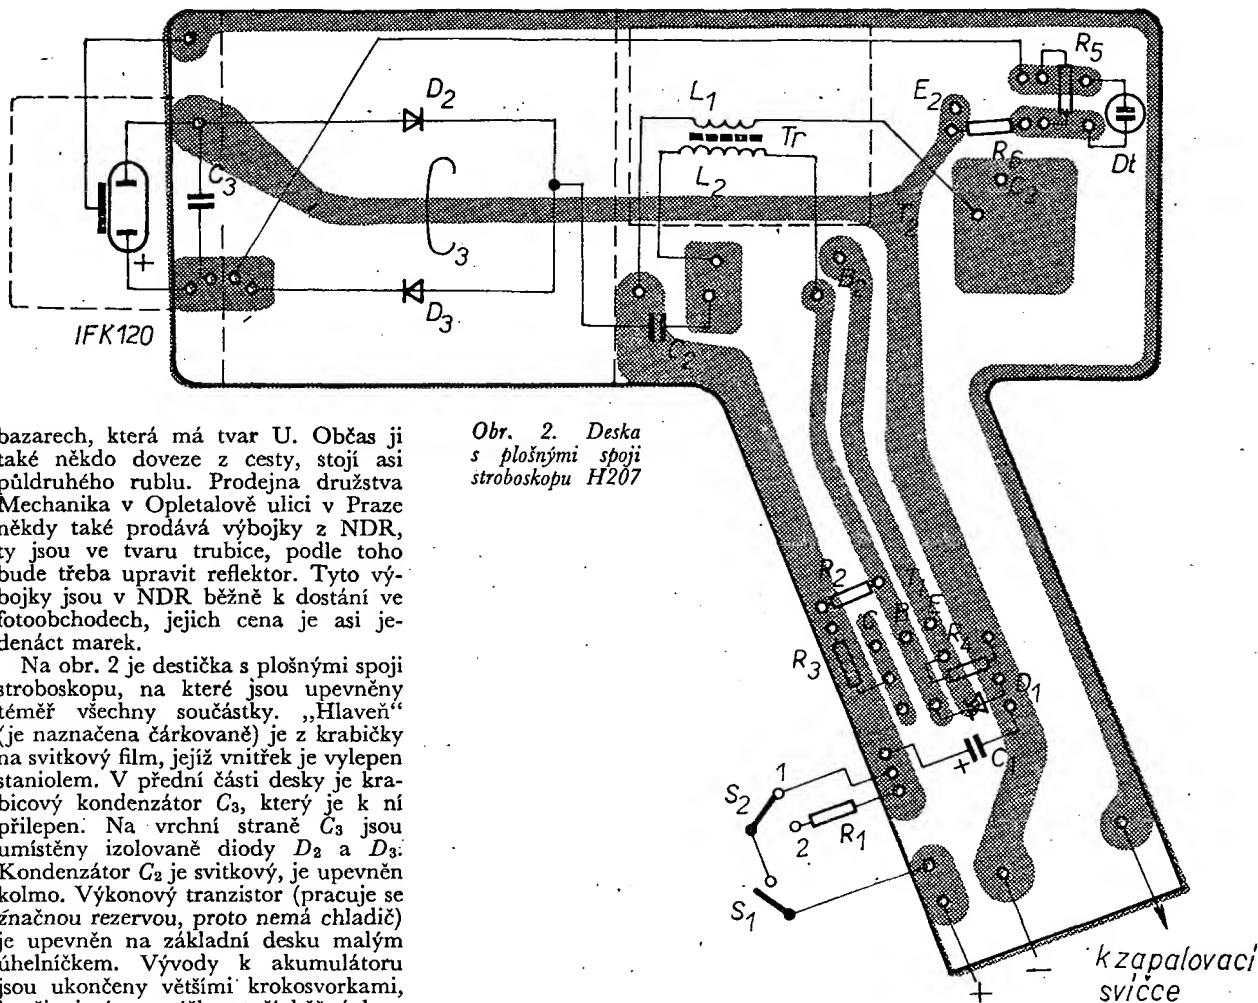 D2
R5
L1
E2
Tr
C3
L2
R6
C2
Dt
T2
+
3
B2
D3
IFK120
C2
bazarech, která má tvar U. Občas ji
také někdo doveze z cesty, stojí asi
půldruhého rublu. Prodejna družstva
Mechanika v Opletalově ulici v Praze
někdy také prodává výbojky z NDR,
ty jsou ve tvaru trubice, podle toho
bude třeba upravit reflektor. Tyto vý-
bojky jsou v NDR běžně k dostání ve
fotoobchodech, jejich cena je asi je-
denáct marek.
Na obr. 2 je destička s plošnými spoji
stroboskopu, na které jsou upevněny
téměř všechny součástky. „Hlaveň“
(je naznačena čárkovaně) je z krabičky
na svitkový film, jejíž vnitřek je vylepen
staniolem. V přední části desky je kra-
bicový kondenzátor C3, který je k ní
přilepen. Na vrchní straně C3 jsou
umístěny izolovaně diody D2 a D3.
Kondenzátor C2 je svitkový, je upevněn
kolmo. Výkonový tranzistor (pracuje se
značnou rezervou, proto nemá chladič)
je upevněn na základní desku malým
úhelníčkem. Vývody k akumulátoru
jsou ukončeny většími krokosvorkami,
Obr. 2. Deska
s plošnými spoji
stroboskopu H207
R2
T1
E
B
C
R4
R3
D1
C1
+
1
S2
2
R1
S1
+
−
k zapalovací
svíčce